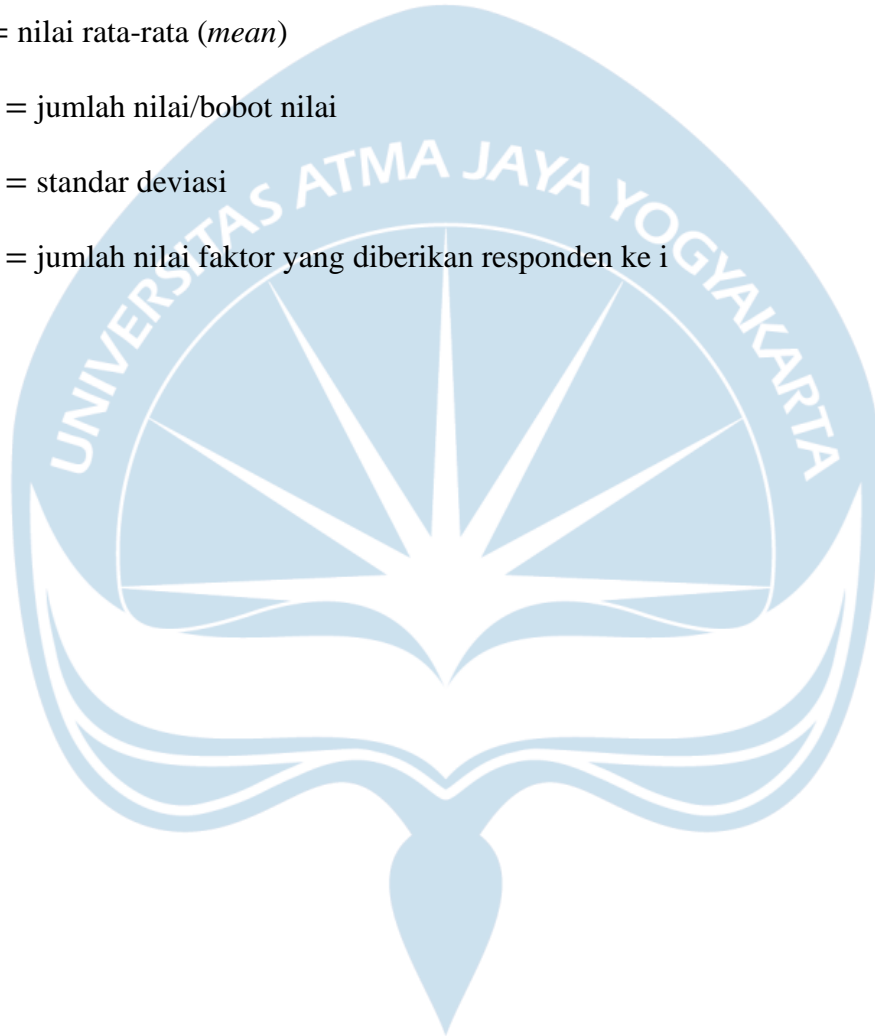 = nilai rata-rata (mean)
= jumlah nilai/bobot nilai
= standar deviasi
= jumlah nilai faktor yang diberikan responden ke i
UNIVERSITAS ATMA JAYA YOGYAKARTA